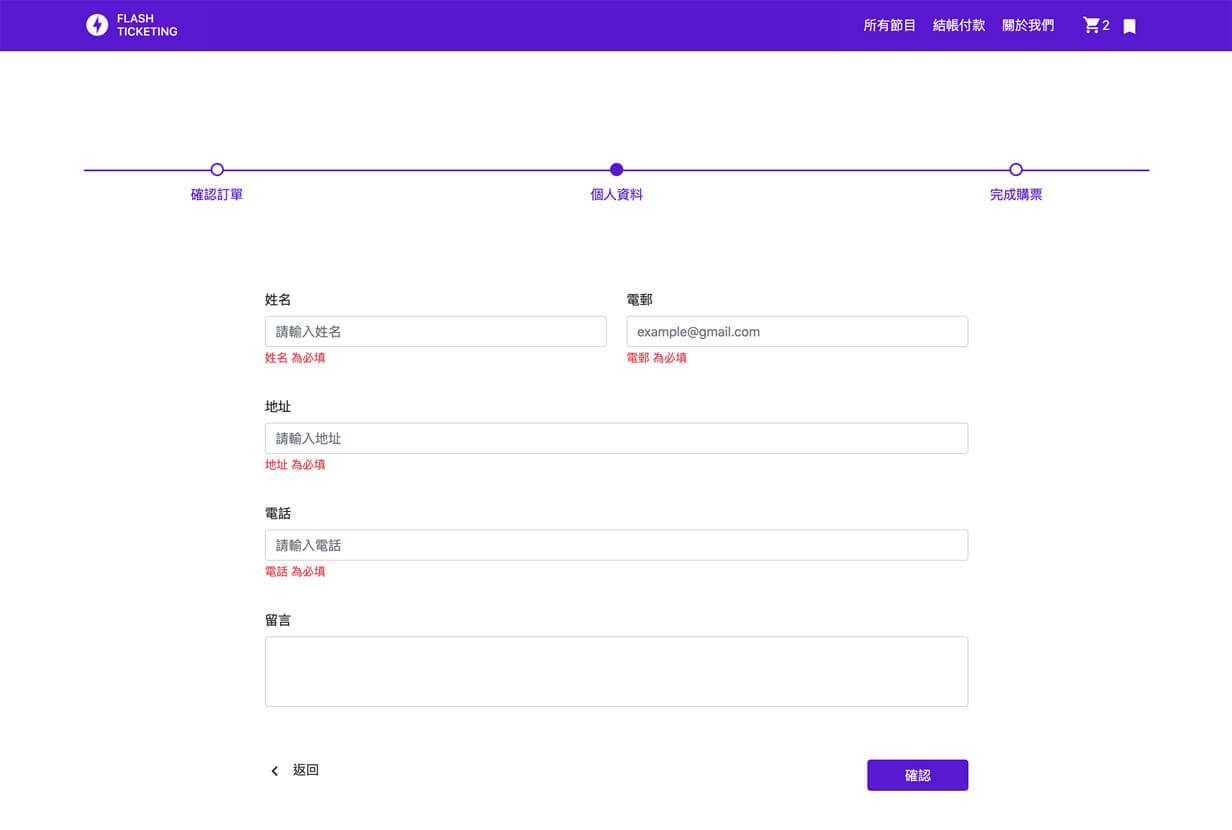 FLASH
TICKETING
所有節目 結帳付款 關於我們 2
確認訂單 個人資料 完成購票
姓名 電郵
請輸入姓名 example@gmail.com
姓名 為必填 電郵 為必填
地址
請輸入地址
地址 為必填
電話
請輸入電話
電話 為必填
留言
返回 確認